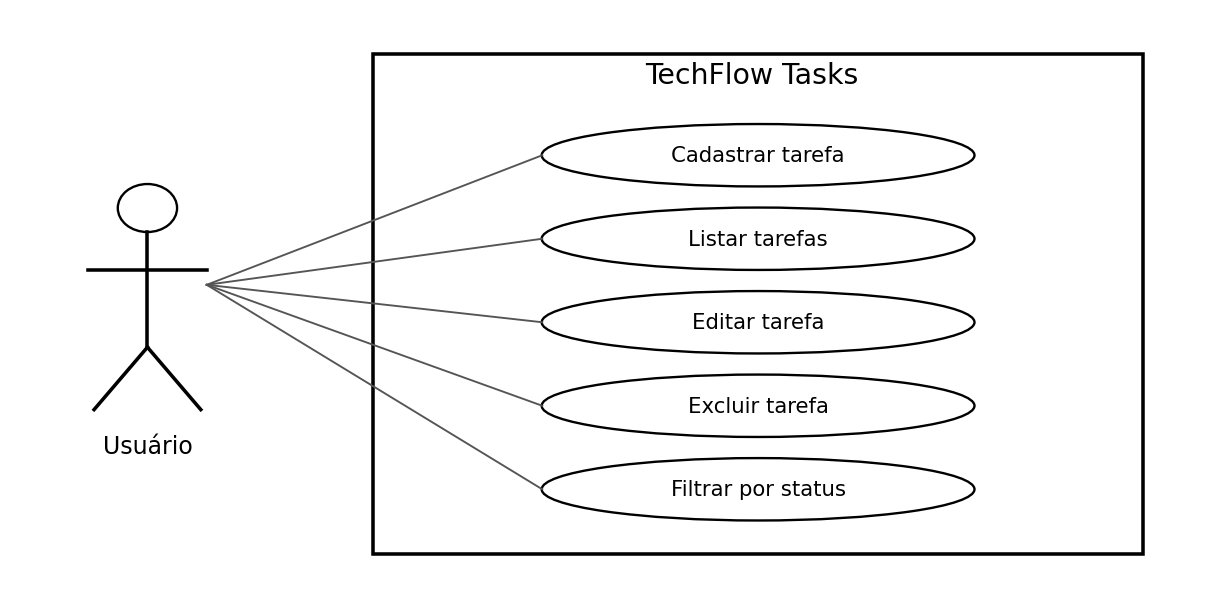 TechFlow Tasks
Cadastrar tarefa
Listar tarefas
Editar tarefa
Excluir tarefa
Usuário
Filtrar por status